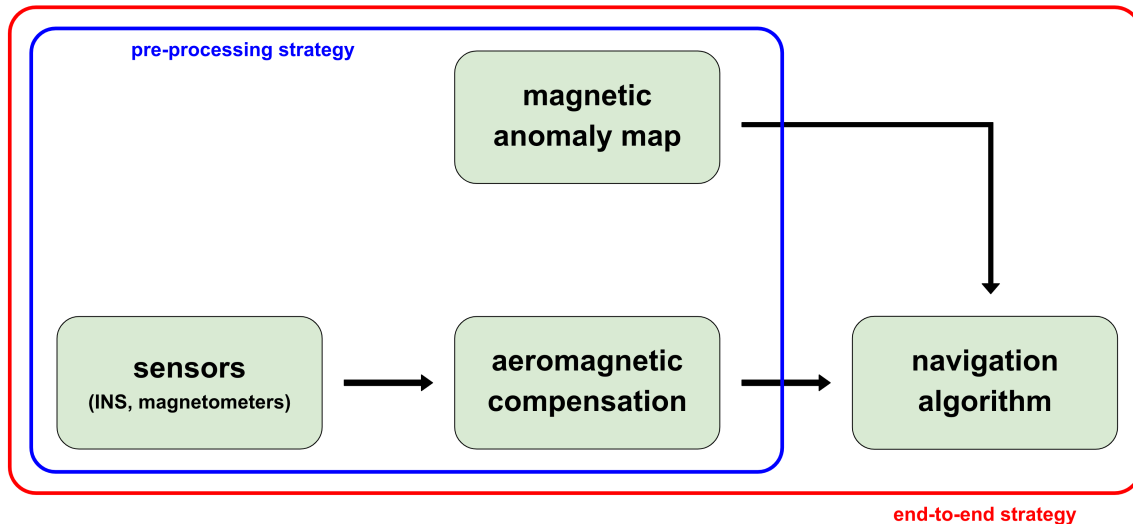 pre-processing strategy
magnetic
anomaly map
sensors
(INS, magnetometers)
aeromagnetic
compensation
navigation
algorithm
end-to-end strategy